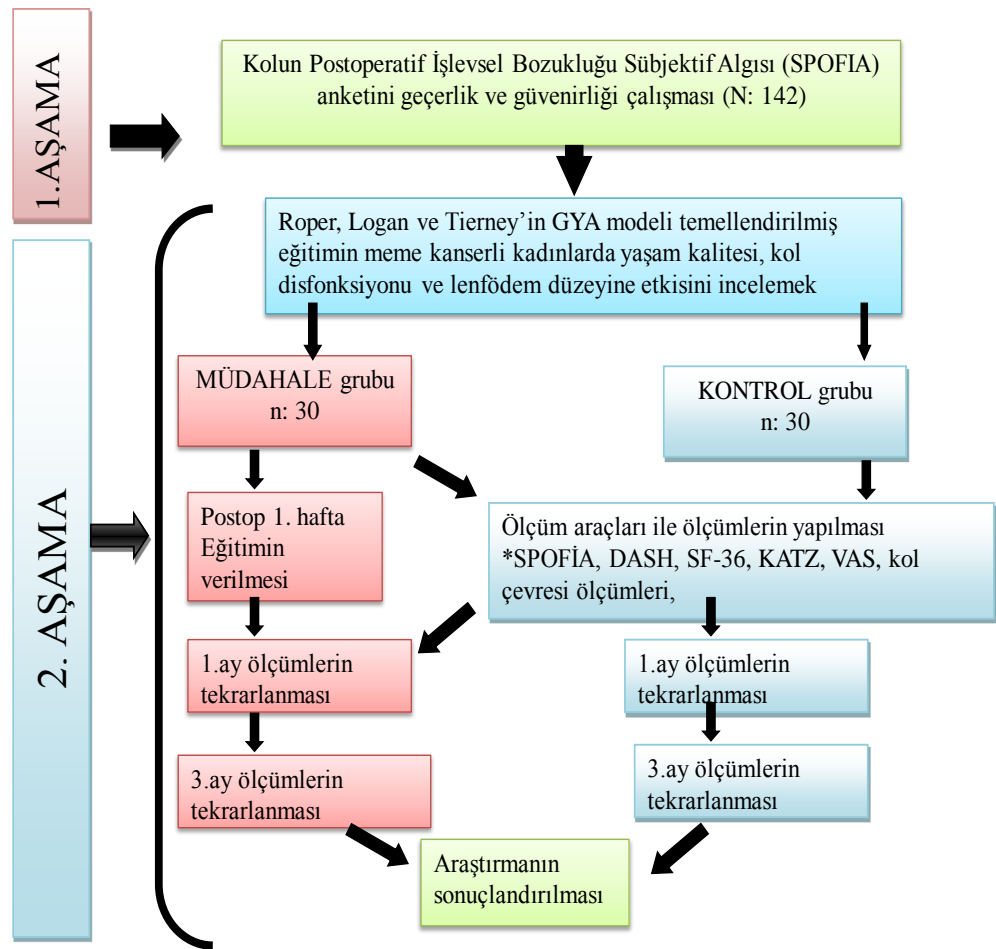 1.AŞAMA
Kolun Postoperatif İşlevsel Bozukluğu Sübjektif Algısı (SPOFIA)
anketini geçerlik ve güvenirliği çalışması (N: 142)
2. AŞAMA
Roper, Logan ve Tierney’in GYA modeli temellendirilmiş
eğitimin meme kanserli kadınlarda yaşam kalitesi, kol
disfonksiyonu ve lenfödem düzeyine etkisini incelemek
MÜDAHALE grubu
n: 30
KONTROL grubu
n: 30
Postop 1. hafta
Eğitimin
verilmesi
Ölçüm araçları ile ölçümlerin yapılması
*SPOFİA, DASH, SF-36, KATZ, VAS, kol
çevresi ölçümleri,
1.ay ölçümlerin
tekrarlanması
1.ay ölçümlerin
tekrarlanması
3.ay ölçümlerin
tekrarlanması
3.ay ölçümlerin
tekrarlanması
Araştırmanın
sonuçlandırılması